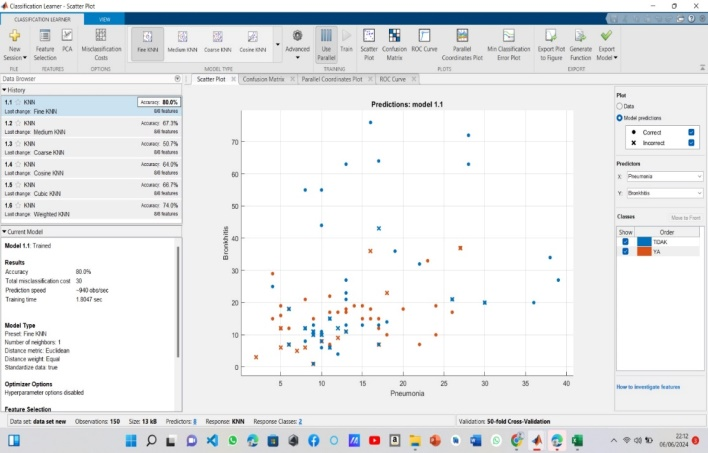 Classification Learner - Scatter Plot
CLASSIFICATION LEARNER VIEW
New Session
Feature Selection
PCA
Misclassification Costs
Fine KNN
Medium KNN
Coarse KNN
Cosine KNN
Advanced
Use Parallel
Train
Scatter Plot
Confusion Matrix
ROC Curve
Parallel Coordinates Plot
Min Classification Error Plot
Export Plot to Figure
Generate Function
Export Model
FILE FEATURES OPTIONS MODEL TYPE TRAINING PLOTS EXPORT
Data Browser
Scatter Plot Confusion Matrix Parallel Coordinates Plot ROC Curve
History
1.1 KNN Accuracy: 80.0%
Last change: Fine KNN 8/8 features
1.2 KNN Accuracy: 67.3%
Last change: Medium KNN 8/8 features
1.3 KNN Accuracy: 50.7%
Last change: Coarse KNN 8/8 features
1.4 KNN Accuracy: 64.0%
Last change: Cosine KNN 8/8 features
1.5 KNN Accuracy: 66.7%
Last change: Cubic KNN 8/8 features
1.6 KNN Accuracy: 74.0%
Last change: Weighted KNN 8/8 features
Current Model
Model 1.1: Trained
Results
Accuracy 80.0%
Total misclassification cost 30
Prediction speed ~940 obs/sec
Training time 1.8047 sec
Model Type
Preset: Fine KNN
Number of neighbors: 1
Distance metric: Euclidean
Distance weight: Equal
Standardize data: true
Optimizer Options
Hyperparameter options disabled
Feature Selection
Predictions: model 1.1
70
60
50
40
30
20
10
0
Bronkhitis
5 10 15 20 25 30 35 40
Pneumonia
Plot
Data
Model predictions
Correct
Incorrect
Predictors
X: Pneumonia
Y: Bronkhitis
Classes Move to Front
Show Order
TIDAK
YA
How to investigate features
Data set: data set new Observations: 150 Size: 13 kB Predictors: 8 Response: KNN Response Classes: 2 Validation: 50-fold Cross-Validation
22:12
06/06/2024